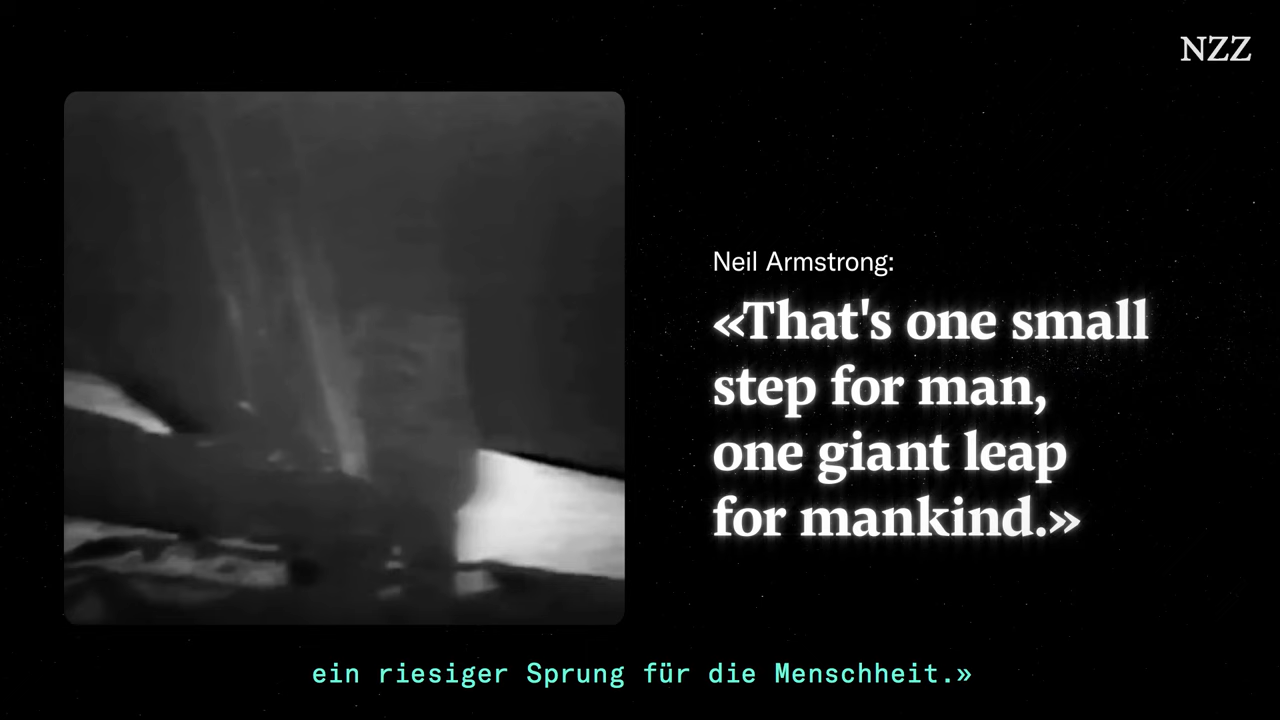 NZZ
Neil Armstrong:
«That's one small
step for man,
one giant leap
for mankind.»
ein riesiger Sprung für die Menschheit.»